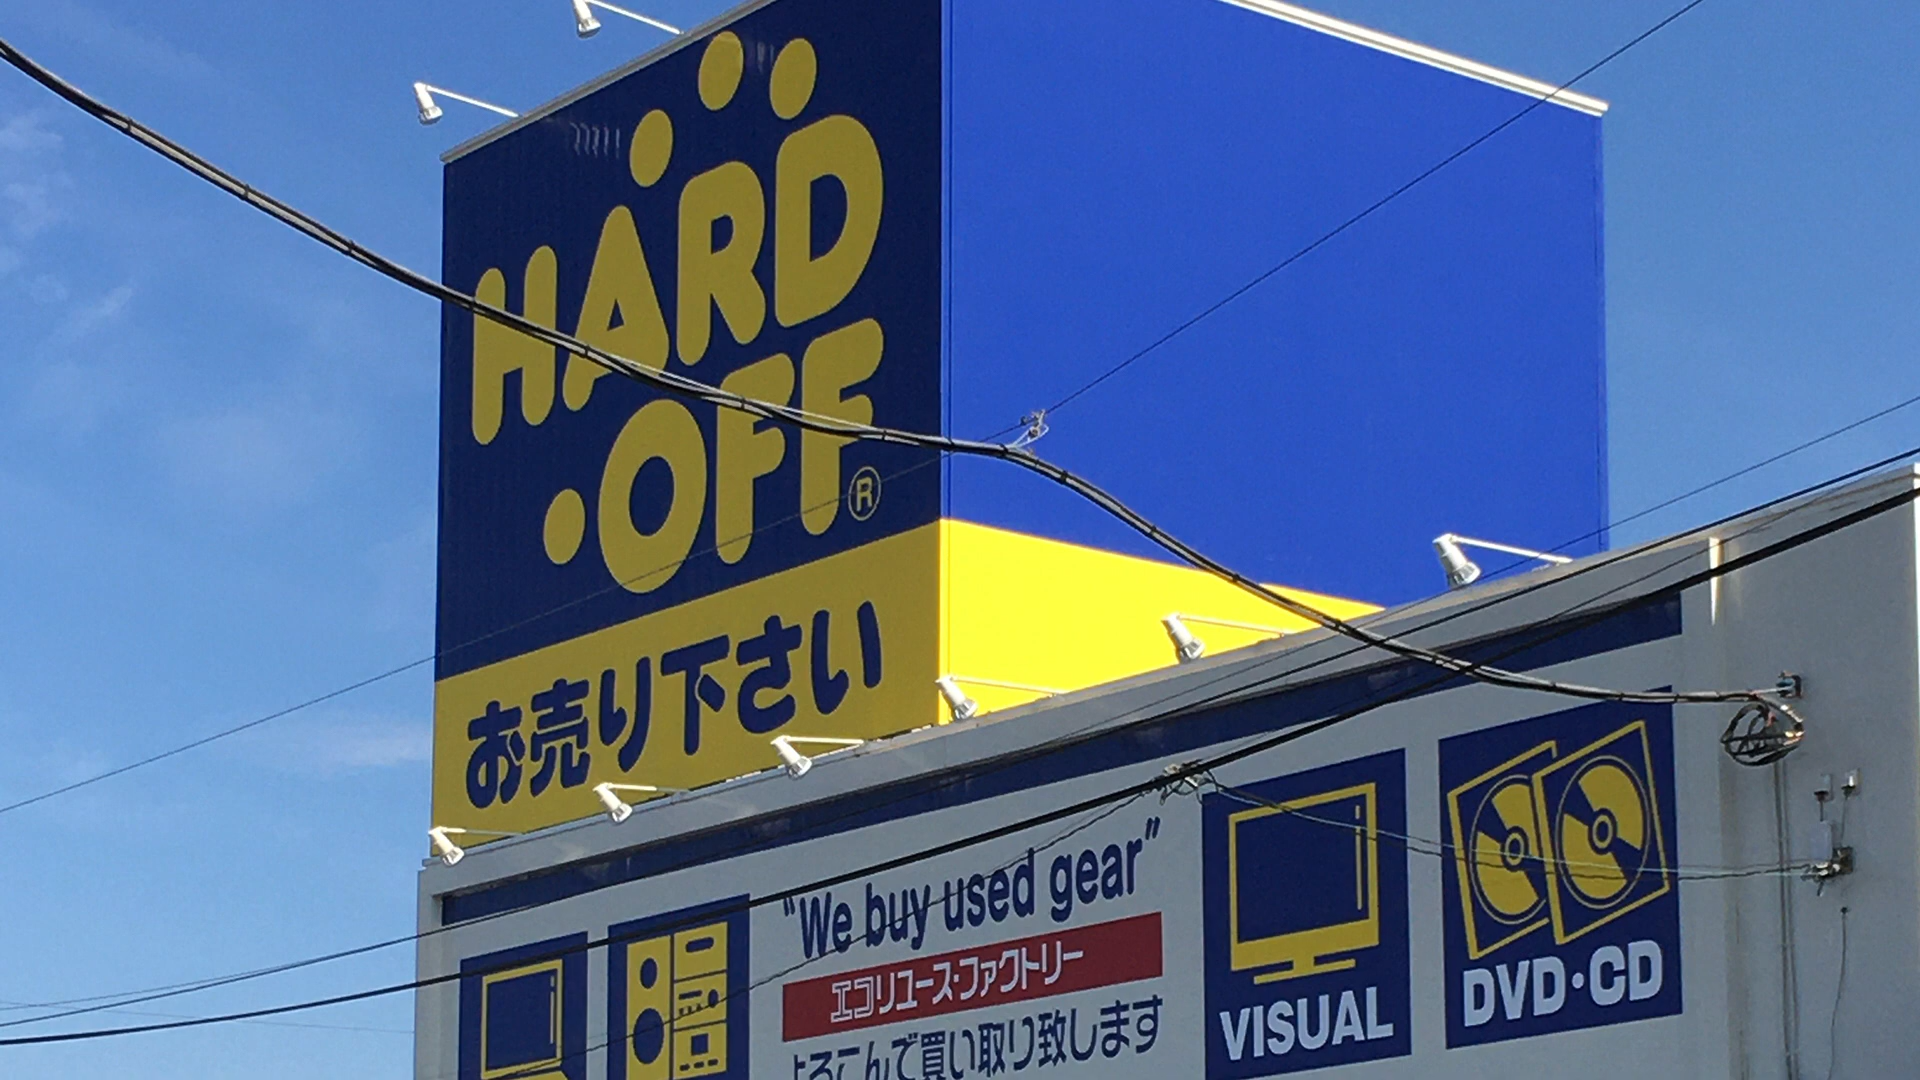 HARD
・OFF®
お売り下さい
"We buy used gear"
エコリユース・ファクトリー
よろこんで買い取り致します
VISUAL
DVD・CD